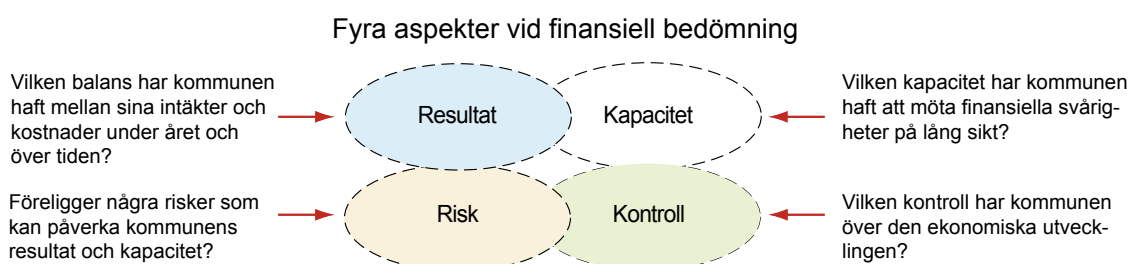 Fyra aspekter vid finansiell bedömning
Vilken balans har kommunen
haft mellan sina intäkter och
kostnader under året och
över tiden?
Resultat
Kapacitet
Vilken kapacitet har kommunen
haft att möta finansiella svårig-
heter på lång sikt?
Föreligger några risker som
kan påverka kommunens
resultat och kapacitet?
Risk
Kontroll
Vilken kontroll har kommunen
över den ekonomiska utveck-
lingen?